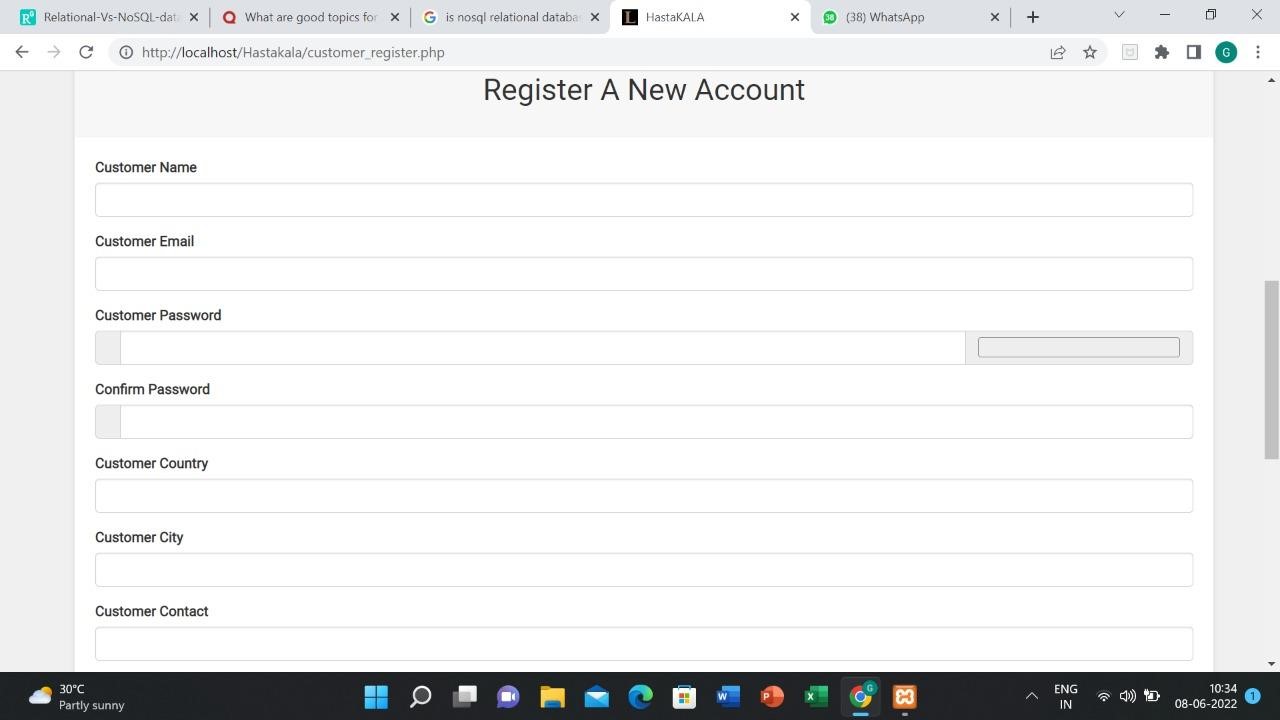 Relational-Vs-NoSQL-dat
What are good topics
is nosql relational databa
L HastaKALA
38 (38) WhatsApp
http://localhost/Hastakala/customer_register.php
G
Register A New Account
Customer Name
Customer Email
Customer Password
Confirm Password
Customer Country
Customer City
Customer Contact
30°C
Partly sunny
ENG
IN
10:34
08-06-2022
1